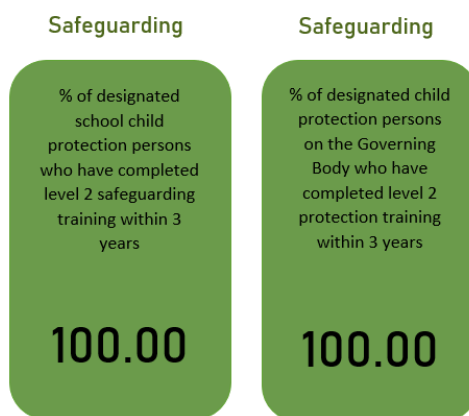 Safeguarding
% of designated
school child
protection persons
who have completed
level 2 safeguarding
training within 3
years
100.00
Safeguarding
% of designated child
protection persons
on the Governing
Body who have
completed level 2
protection training
within 3 years
100.00